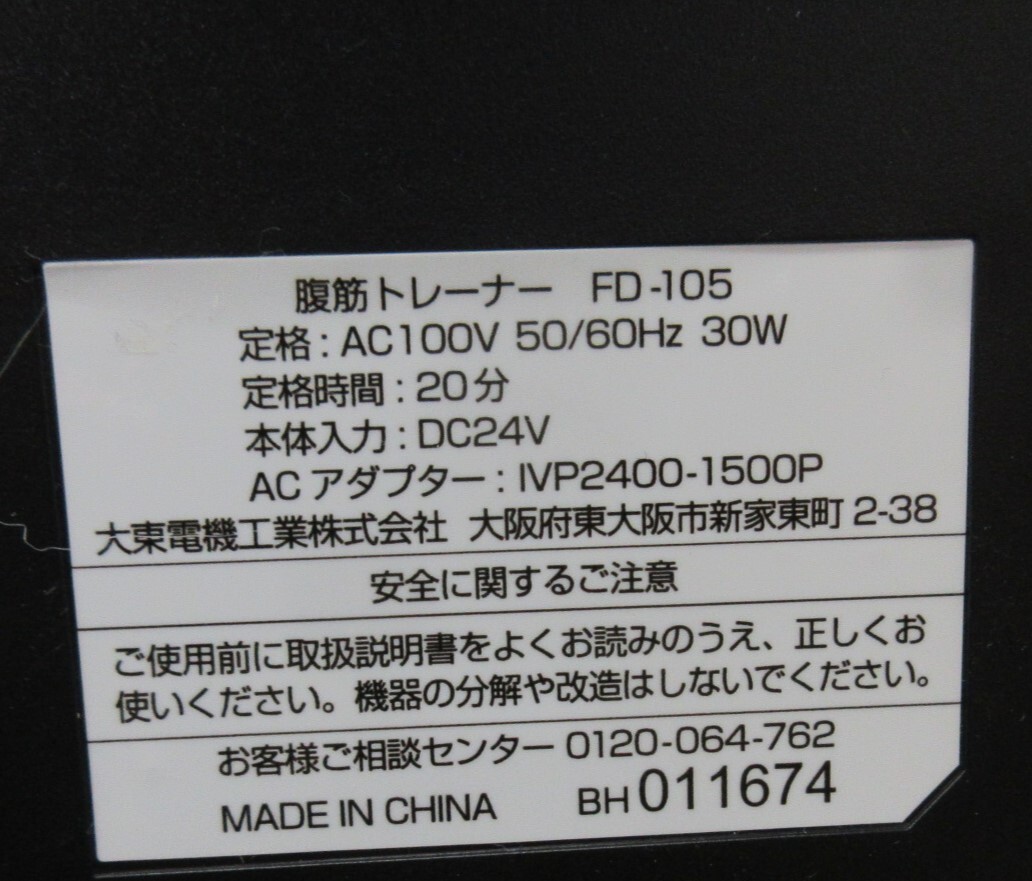 腹筋トレーナー FD-105
定格：AC100V 50/60Hz 30W
定格時間：20分
本体入力：DC24V
ACアダプター：IVP2400-1500P
大東電機工業株式会社 大阪府東大阪市新家東町2-38
安全に関するご注意
ご使用前に取扱説明書をよくお読みのうえ、正しくお
使いください。機器の分解や改造はしないでください。
お客様ご相談センター 0120-064-762
MADE IN CHINA BH011674